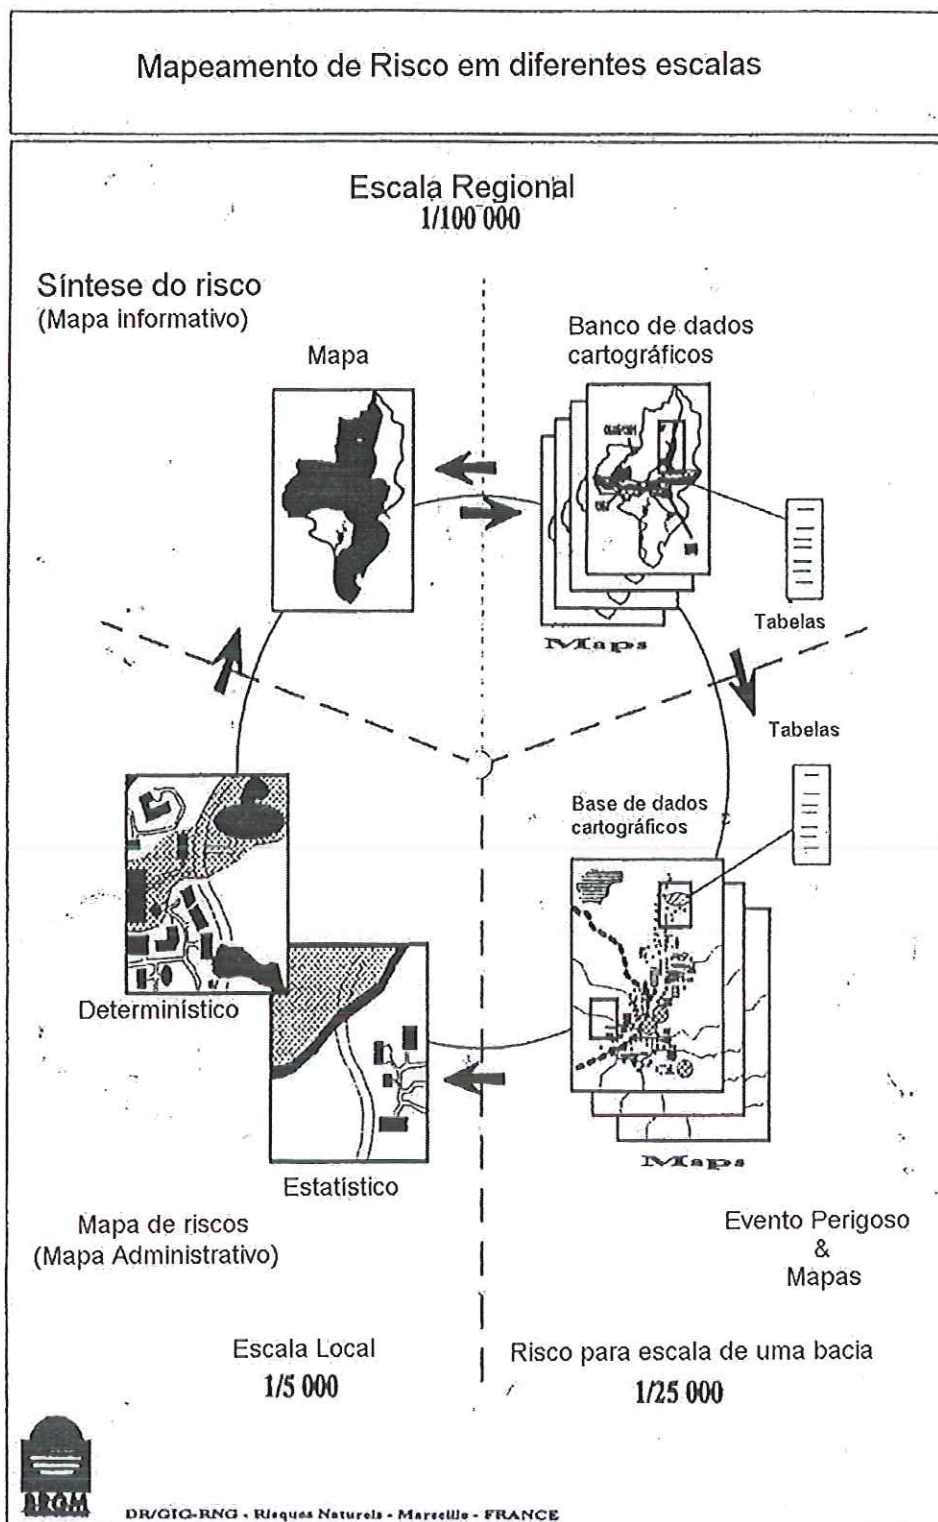 Mapeamento de Risco em diferentes escalas
Escala Regional
1/100 000
Síntese do risco
(Mapa informativo)
Mapa
Banco de dados
cartográficos
Maps
Tabelas
Tabelas
Base de dados
cartográficos
Determinístico
Estatístico
Maps
Mapa de riscos
(Mapa Administrativo)
Evento Perigoso
&
Mapas
Escala Local
1/5 000
Risco para escala de uma bacia
1/25 000
BRGM
DR/GIG-RNG - Risques Naturels - Marseille - FRANCE